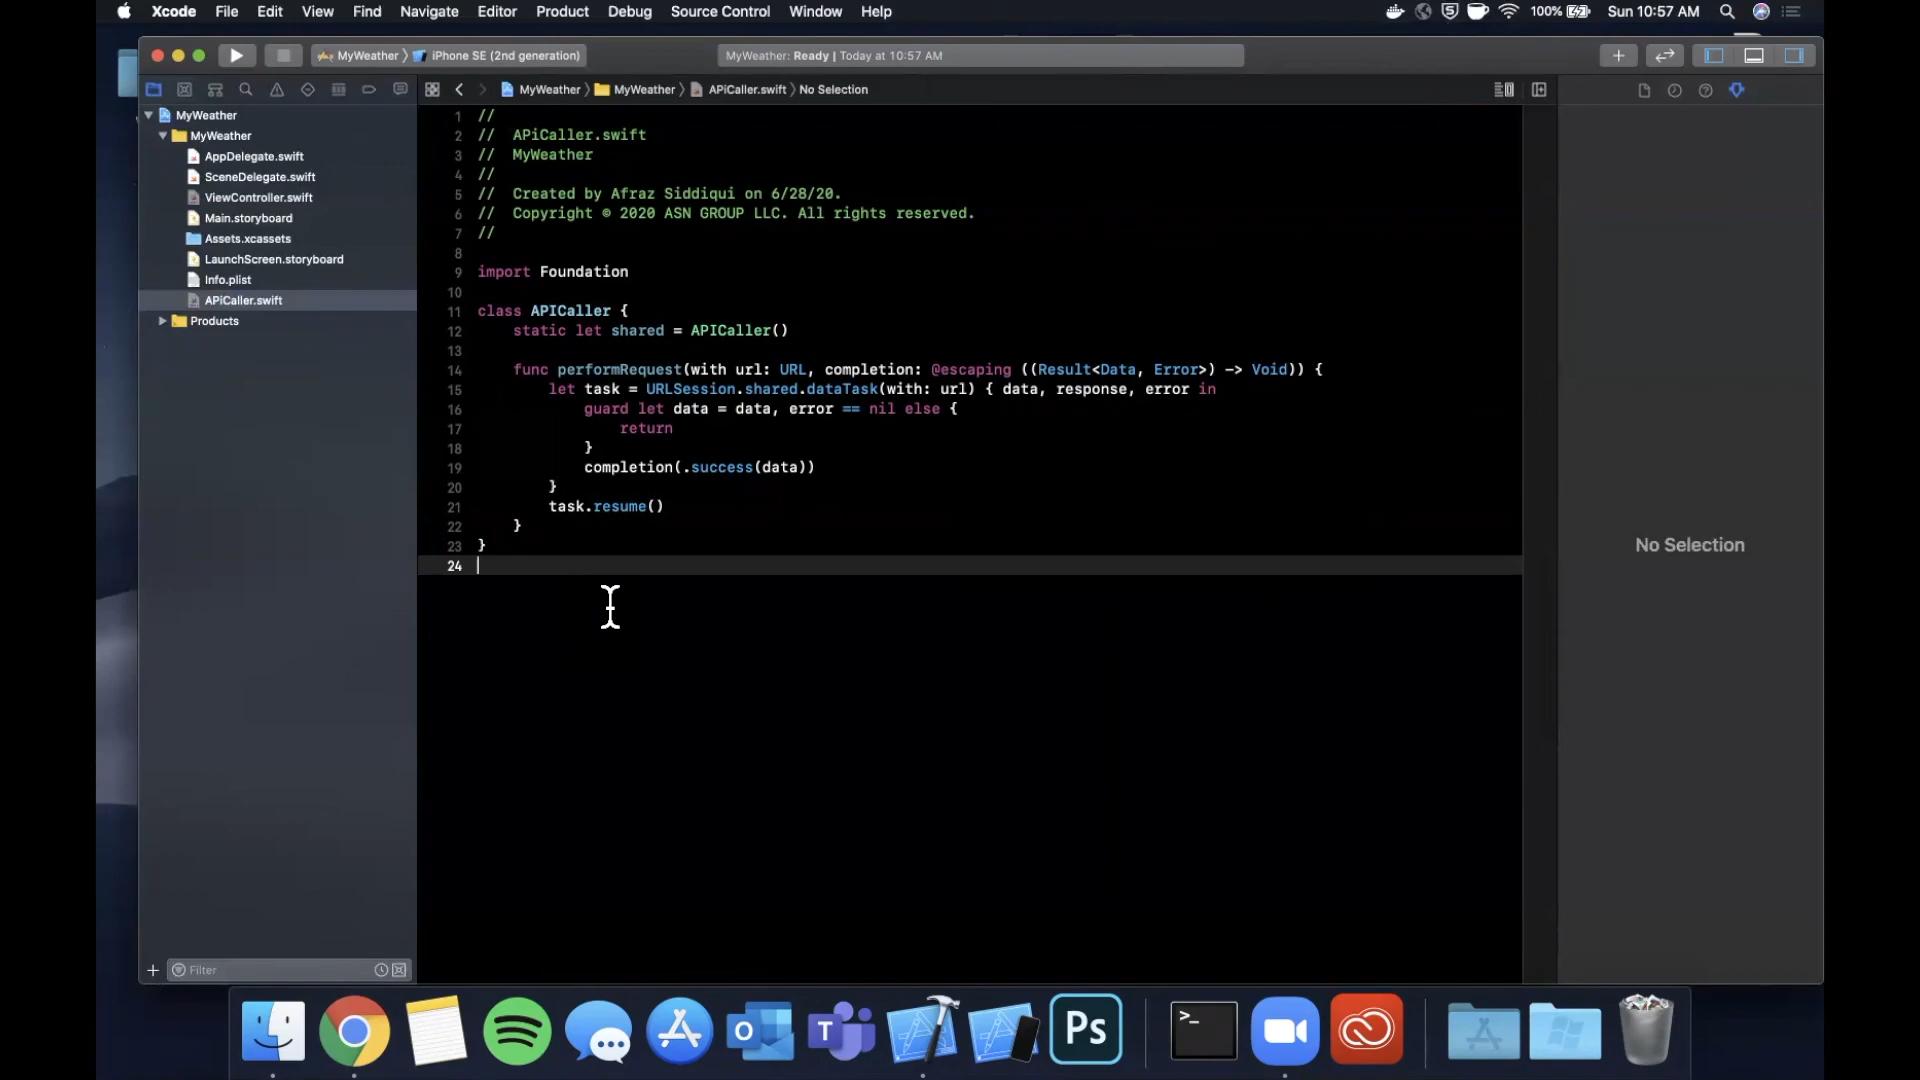 Xcode File Edit View Find Navigate Editor Product Debug Source Control Window Help 100% Sun 10:57 AM
MyWeather iPhone SE (2nd generation) MyWeather: Ready | Today at 10:57 AM
MyWeather MyWeather APiCaller.swift No Selection
MyWeather
MyWeather
AppDelegate.swift
SceneDelegate.swift
ViewController.swift
Main.storyboard
Assets.xcassets
LaunchScreen.storyboard
Info.plist
APiCaller.swift
Products
1 //
2 // APiCaller.swift
3 // MyWeather
4 //
5 // Created by Afraz Siddiqui on 6/28/20.
6 // Copyright © 2020 ASN GROUP LLC. All rights reserved.
7 //
8
9 import Foundation
10
11 class APICaller {
12 static let shared = APICaller()
13
14 func performRequest(with url: URL, completion: @escaping ((Result<Data, Error>) -> Void)) {
15 let task = URLSession.shared.dataTask(with: url) { data, response, error in
16 guard let data = data, error == nil else {
17 return
18 }
19 completion(.success(data))
20 }
21 task.resume()
22 }
23 }
24
No Selection
Filter
O T Ps >_